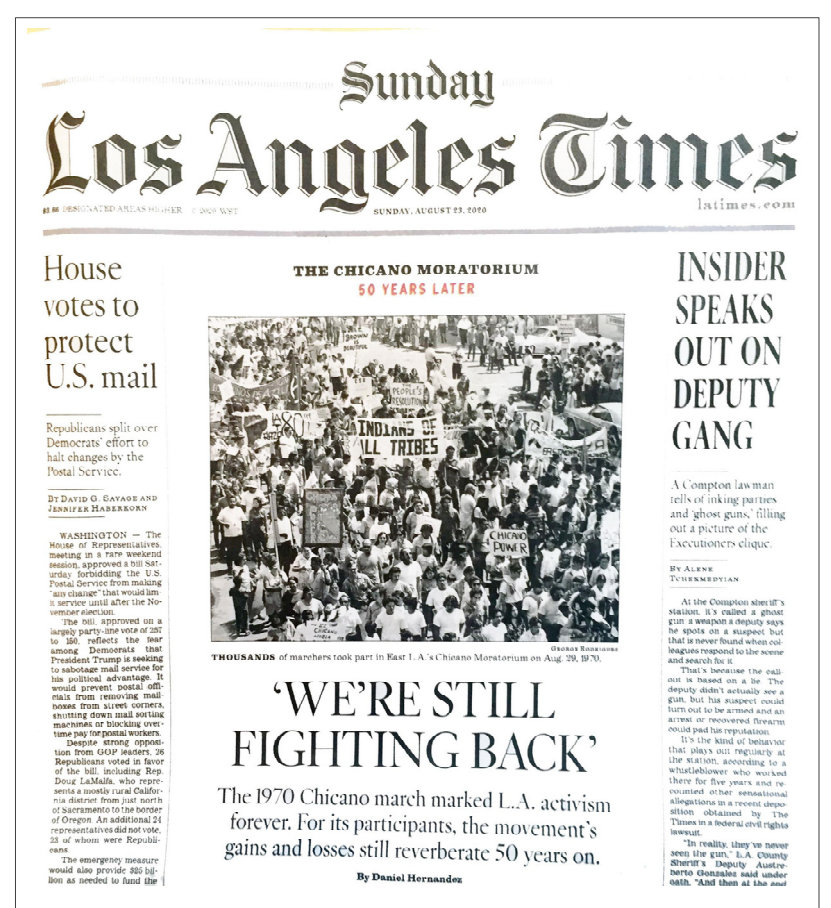 Sunday
Los Angeles Times
$3.66 DESIGNATED AREAS HIGHER © 2020 WST
SUNDAY, AUGUST 23, 2020
latimes.com
House
votes to
protect
U.S. mail
Republicans split over
Democrats' effort to
halt changes by the
Postal Service.
BY DAVID G. SAVAGE AND
JENNIFER HABERKORN
WASHINGTON — The
House of Representatives,
meeting in a rare weekend
session, approved a bill Sat-
urday forbidding the U.S.
Postal Service from making
"any change" that would lim-
it service until after the No-
vember election.
The bill, approved on a
largely party-line vote of 257
to 150, reflects the fear
among Democrats that
President Trump is seeking
to sabotage mail service for
his political advantage. It
would prevent postal offi-
cials from removing mail-
boxes from street corners,
shutting down mail sorting
machines or blocking over-
time pay for postal workers.
Despite strong opposi-
tion from GOP leaders, 26
Republicans voted in favor
of the bill, including Rep.
Doug LaMalfa, who repre-
sents a mostly rural Califor-
nia district from just north
of Sacramento to the border
of Oregon. An additional 24
representatives did not vote,
23 of whom were Republi-
cans.
The emergency measure
would also provide $25 bil-
lion as needed to fund the
THE CHICANO MORATORIUM
50 YEARS LATER
BROWN
IS
BEAUTIFUL
THE
PEOPLE'S
RESOLUTION
LA
RAZA
INDIANS OF
ALL TRIBES
CHICANO
POWER
CHICANO
GEORGE RODRIGUEZ
THOUSANDS of marchers took part in East L.A.'s Chicano Moratorium on Aug. 29, 1970.
'WE'RE STILL
FIGHTING BACK'
The 1970 Chicano march marked L.A. activism
forever. For its participants, the movement's
gains and losses still reverberate 50 years on.
By Daniel Hernandez
INSIDER
SPEAKS
OUT ON
DEPUTY
GANG
A Compton lawman
tells of inking parties
and 'ghost guns,' filling
out a picture of the
Executioners clique.
BY ALENE
TCHEKMEDYIAN
At the Compton sheriff's
station, it's called a ghost
gun: a weapon a deputy says
he spots on a suspect but
that is never found when col-
leagues respond to the scene
and search for it.
That's because the call-
out is based on a lie. The
deputy didn't actually see a
gun, but his suspect could
turn out to be armed and an
arrest or recovered firearm
could pad his reputation.
It's the kind of behavior
that plays out regularly at
the station, according to a
whistleblower who worked
there for five years and re-
counted other sensational
allegations in a recent depo-
sition obtained by The
Times in a federal civil rights
lawsuit.
"In reality, they've never
seen the gun," L.A. County
Sheriff's Deputy Austre-
berto Gonzalez said under
oath. "And then at the end